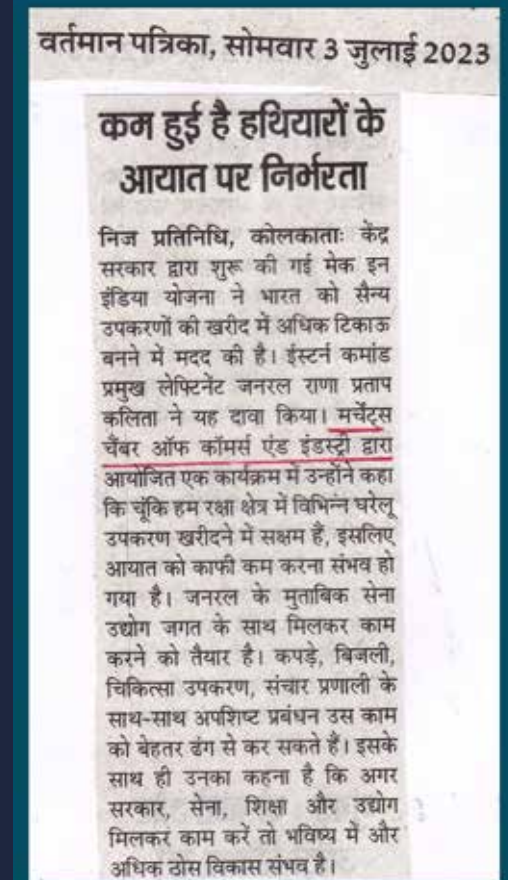 वर्तमान पत्रिका, सोमवार 3 जुलाई 2023
कम हुई है हथियारों के
आयात पर निर्भरता
निज प्रतिनिधि, कोलकाताः केंद्र
सरकार द्वारा शुरू की गई मेक इन
इंडिया योजना ने भारत को सैन्य
उपकरणों की खरीद में अधिक टिकाऊ
बनने में मदद की है। ईस्टर्न कमांड
प्रमुख लेफ्टिनेंट जनरल राणा प्रताप
कलिता ने यह दावा किया। मर्चेंट्स
चैंबर ऑफ कॉमर्स एंड इंडस्ट्री द्वारा
आयोजित एक कार्यक्रम में उन्होंने कहा
कि चूंकि हम रक्षा क्षेत्र में विभिन्न घरेलू
उपकरण खरीदने में सक्षम हैं, इसलिए
आयात को काफी कम करना संभव हो
गया है। जनरल के मुताबिक सेना
उद्योग जगत के साथ मिलकर काम
करने को तैयार है। कपड़े, बिजली,
चिकित्सा उपकरण, संचार प्रणाली के
साथ-साथ अपशिष्ट प्रबंधन उस काम
को बेहतर ढंग से कर सकते हैं। इसके
साथ ही उनका कहना है कि अगर
सरकार, सेना, शिक्षा और उद्योग
मिलकर काम करें तो भविष्य में और
अधिक ठोस विकास संभव है।